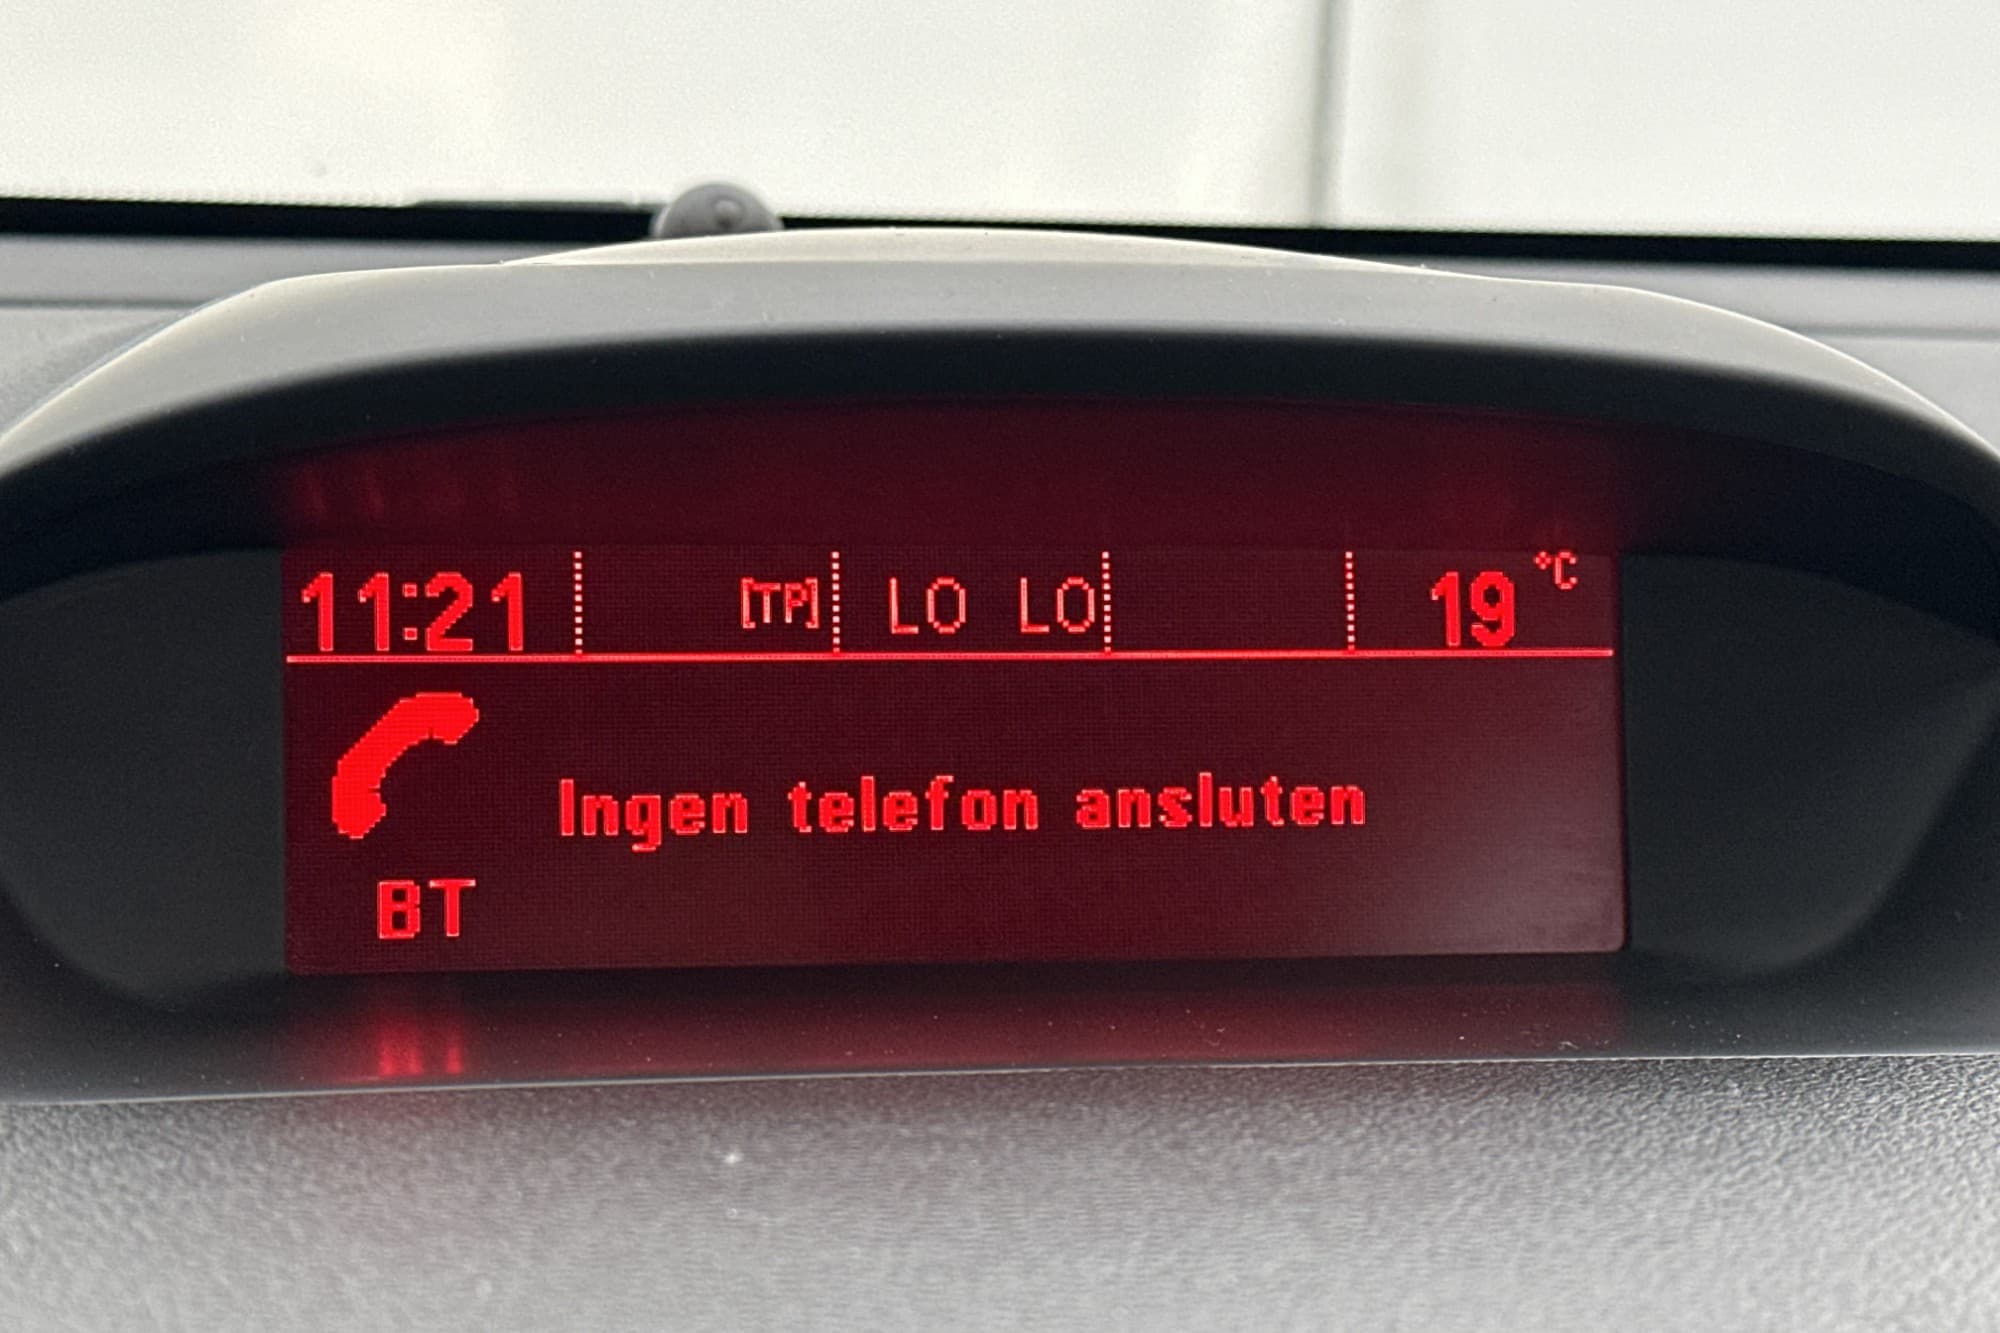 11:21 [TP] LO LO 19 °C
Ingen telefon ansluten
BT